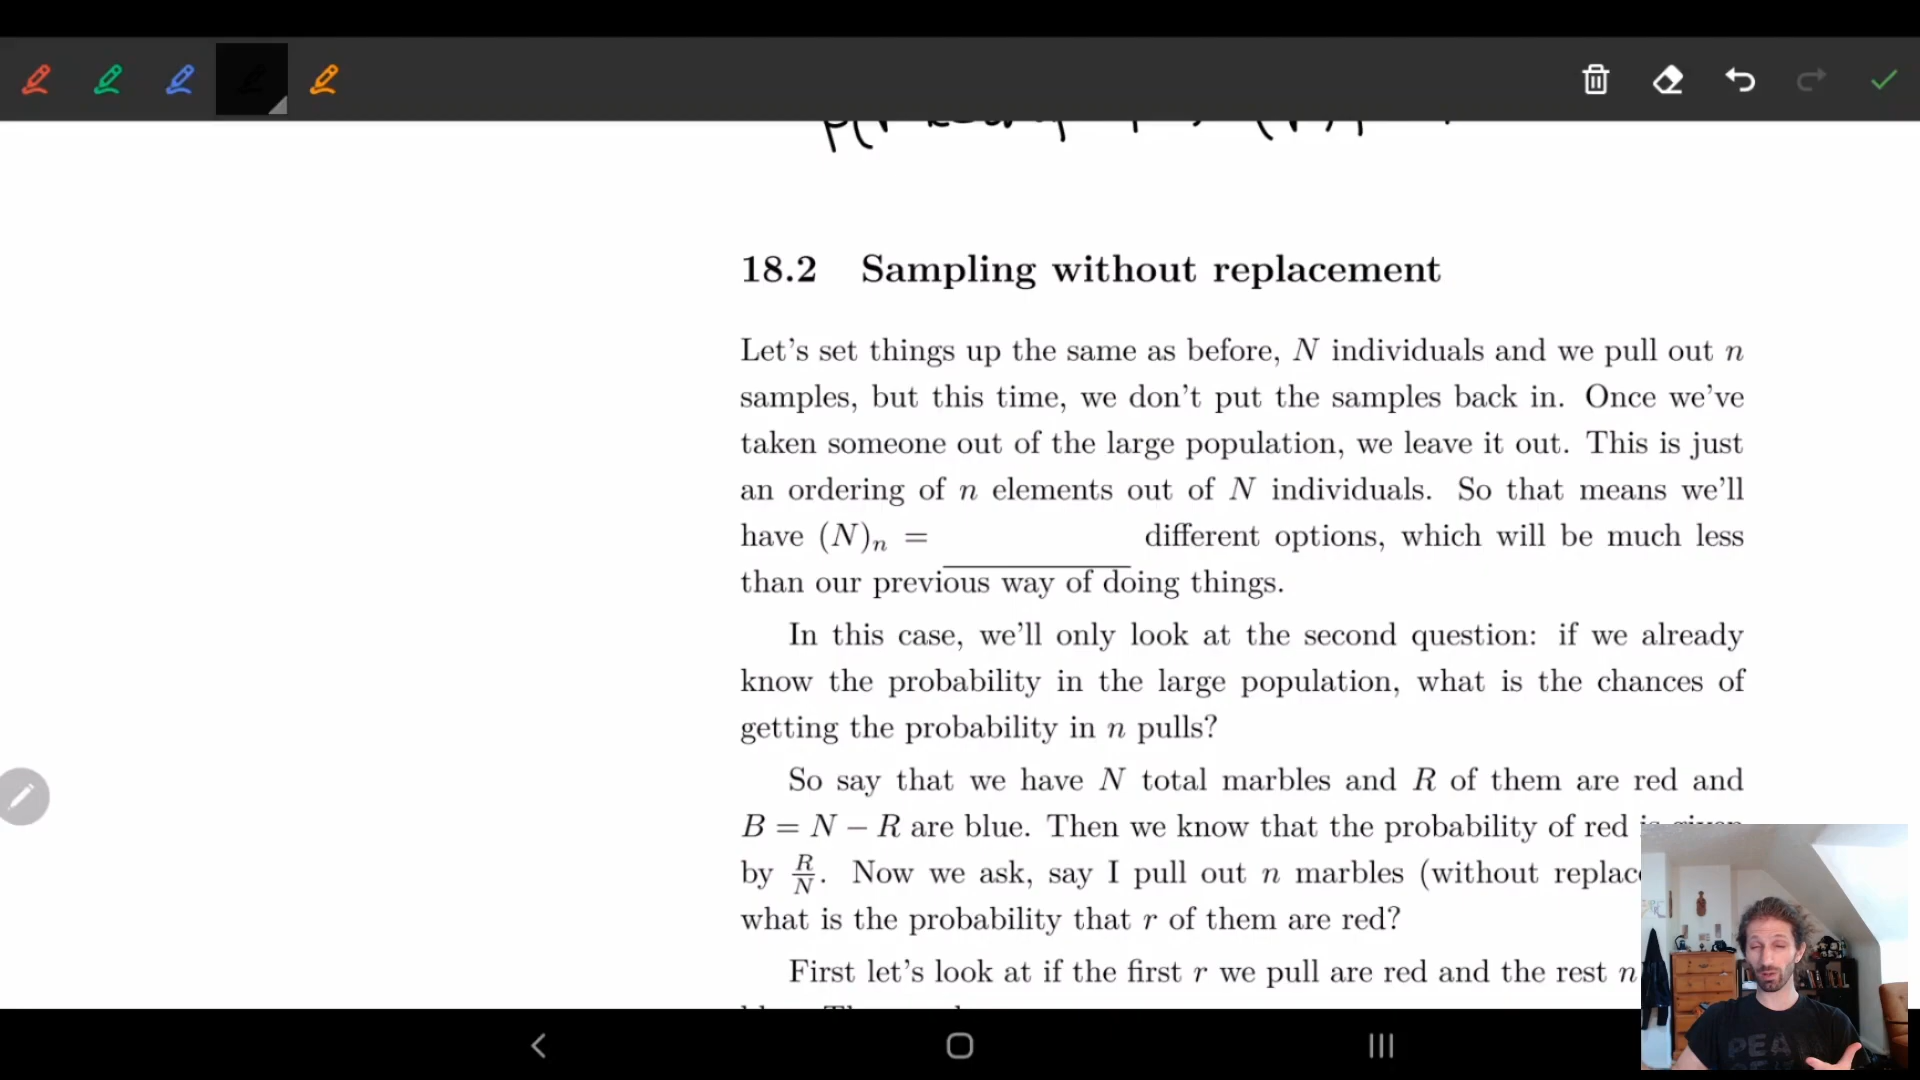 18.2 Sampling without replacement
Let's set things up the same as before, N individuals and we pull out n
samples, but this time, we don't put the samples back in. Once we've
taken someone out of the large population, we leave it out. This is just
an ordering of n elements out of N individuals. So that means we'll
have (N)n = ________ different options, which will be much less
than our previous way of doing things.
In this case, we'll only look at the second question: if we already
know the probability in the large population, what is the chances of
getting the probability in n pulls?
So say that we have N total marbles and R of them are red and
B = N − R are blue. Then we know that the probability of red is given
by R/N. Now we ask, say I pull out n marbles (without replac
what is the probability that r of them are red?
First let's look at if the first r we pull are red and the rest n
PEA